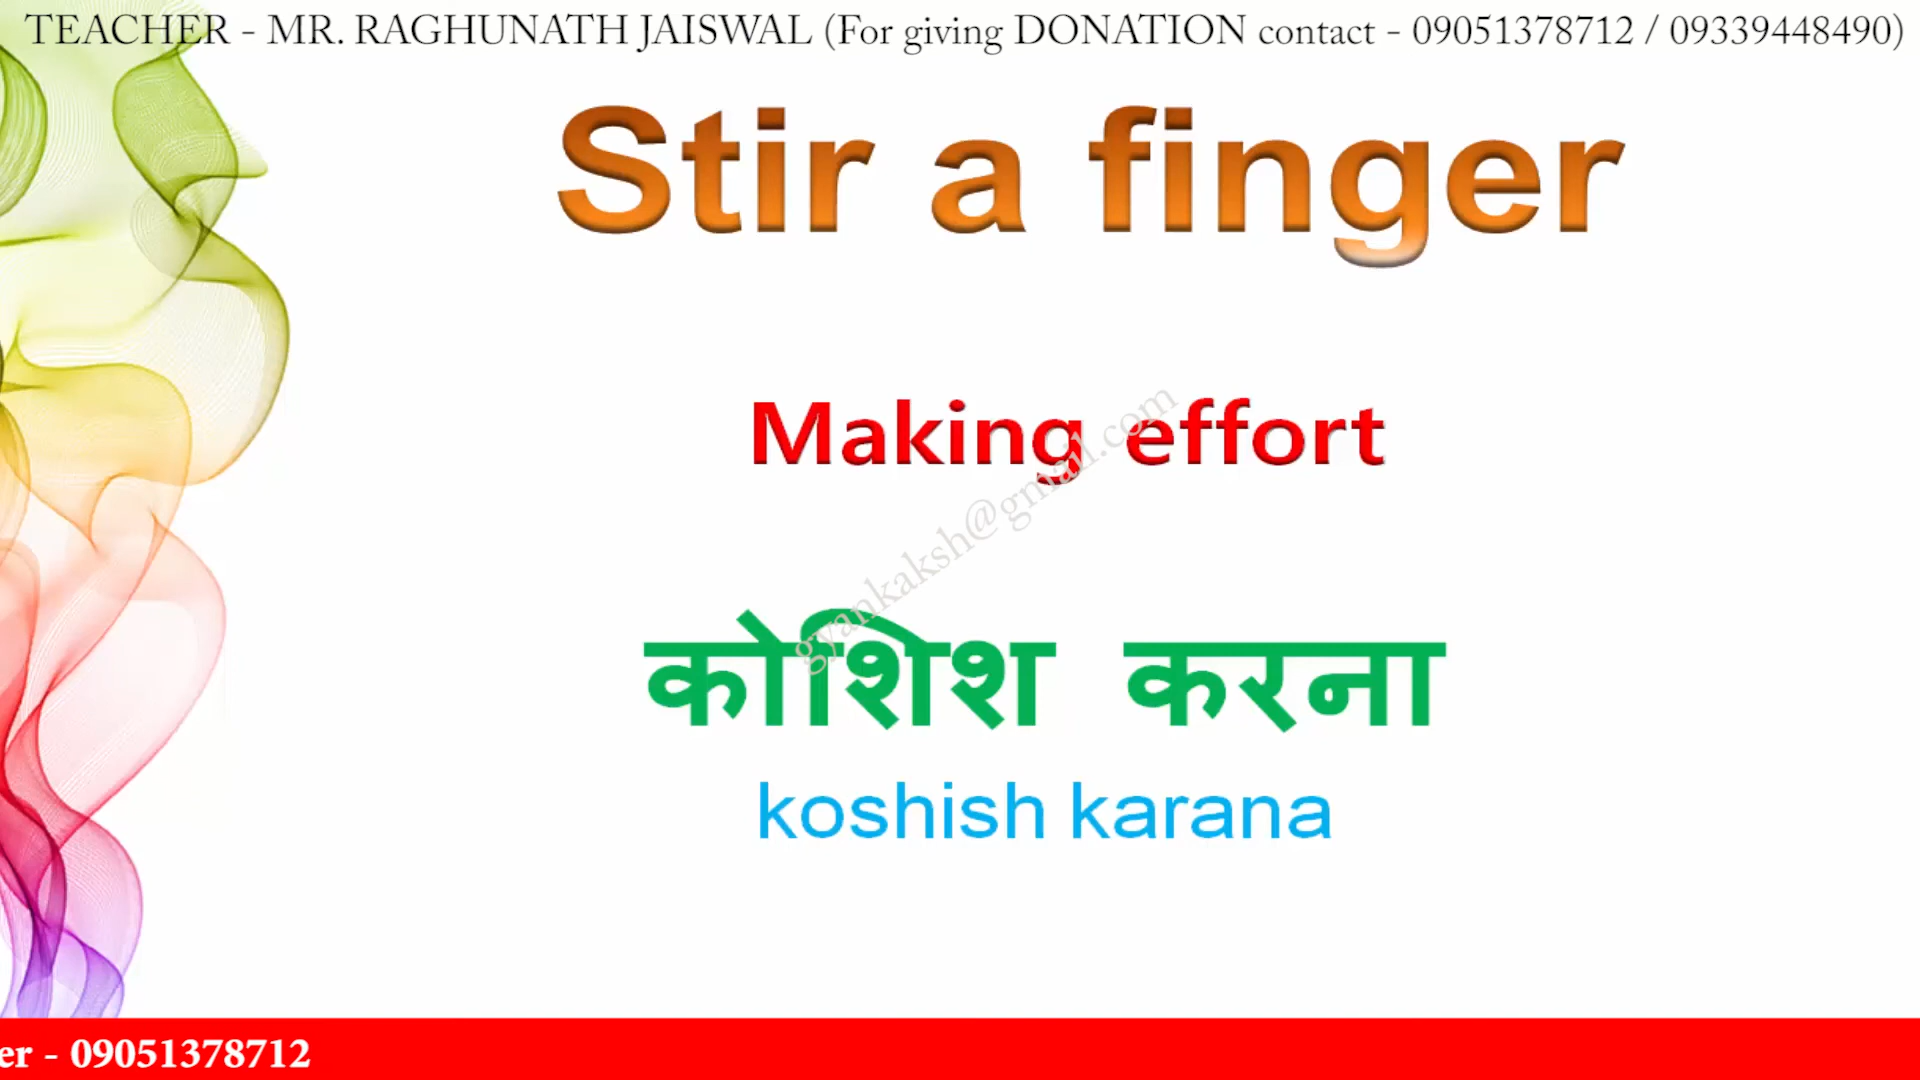 TEACHER - MR. RAGHUNATH JAISWAL (For giving DONATION contact - 09051378712 / 09339448490)
Stir a finger
Making effort
gyankaksh@gmail.com
कोशिश करना
koshish karana
er - 09051378712